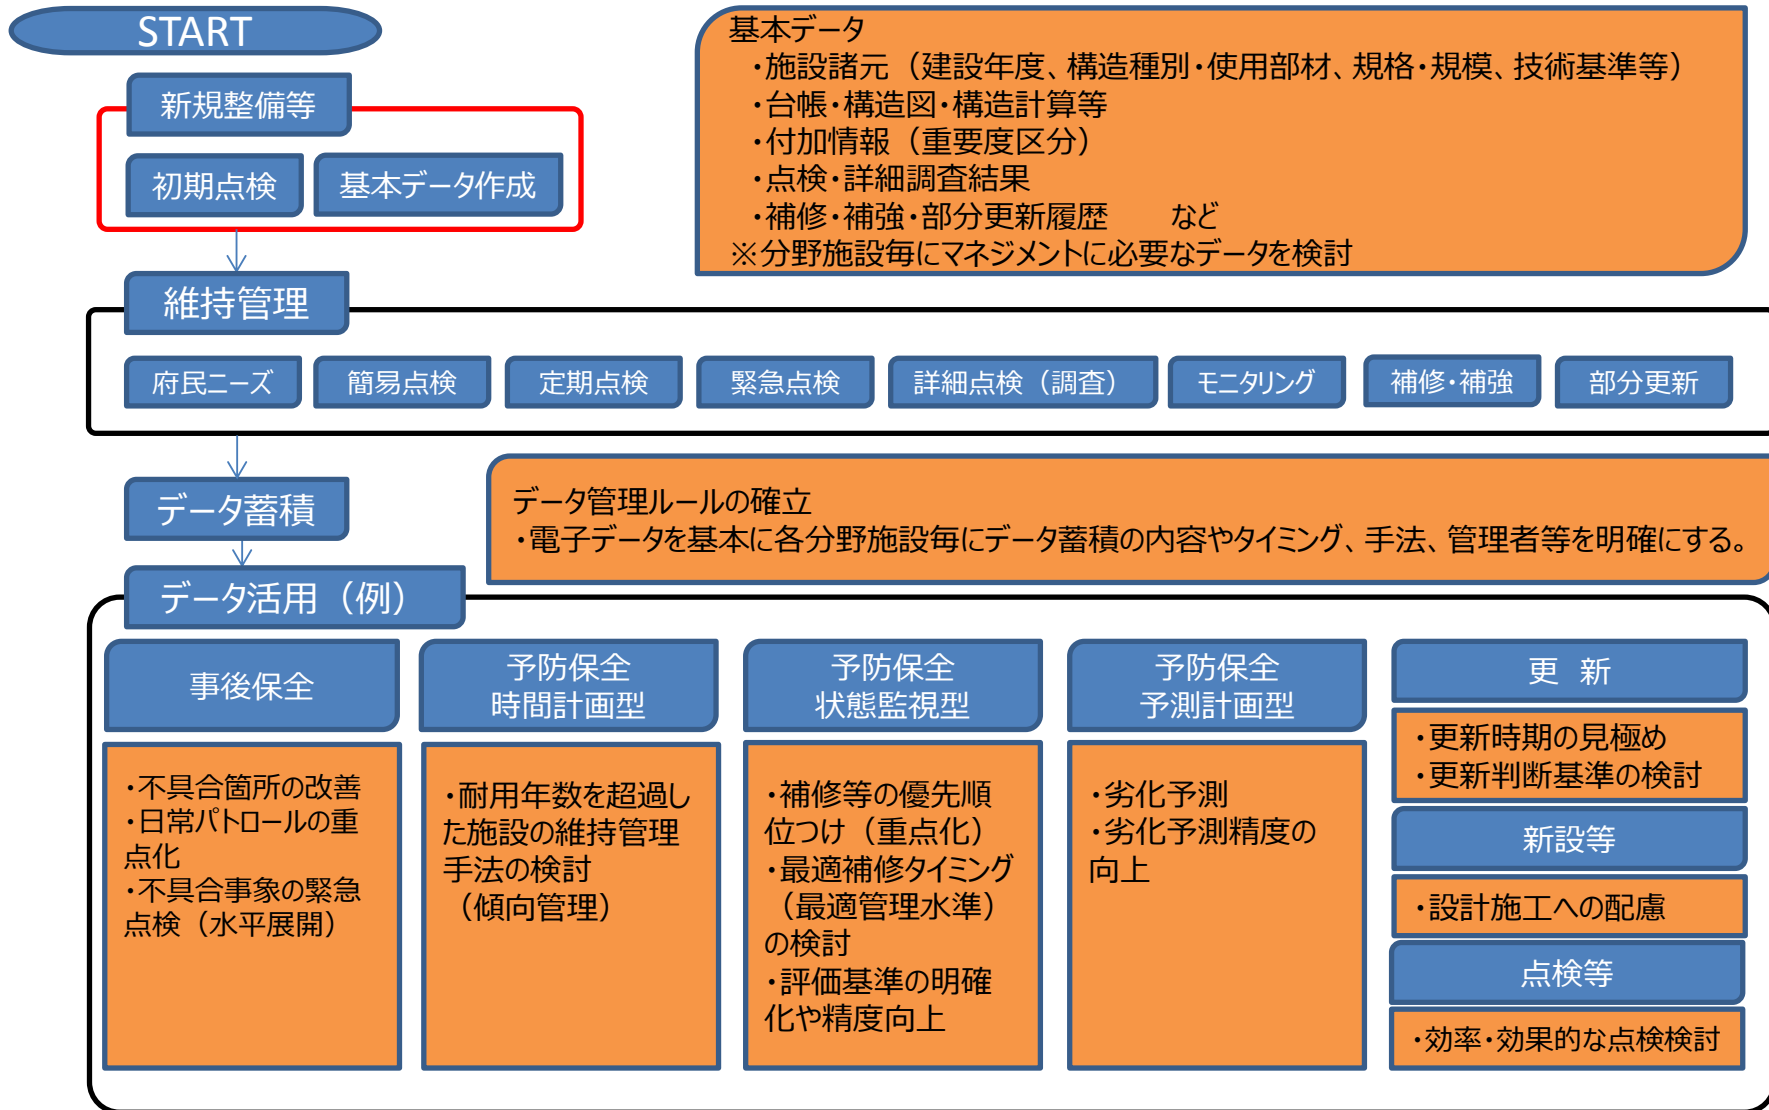 START
新規整備等
初期点検
基本データ作成
基本データ
・施設諸元（建設年度、構造種別・使用部材、規格・規模、技術基準等）
・台帳・構造図・構造計算等
・付加情報（重要度区分）
・点検・詳細調査結果
・補修・補強・部分更新履歴　　など
※分野施設毎にマネジメントに必要なデータを検討
維持管理
府民ニーズ
簡易点検
定期点検
緊急点検
詳細点検（調査）
モニタリング
補修・補強
部分更新
データ蓄積
データ管理ルールの確立
・電子データを基本に各分野施設毎にデータ蓄積の内容やタイミング、手法、管理者等を明確にする。
データ活用（例）
事後保全
・不具合箇所の改善
・日常パトロールの重
点化
・不具合事象の緊急
点検（水平展開）
予防保全
時間計画型
・耐用年数を超過し
た施設の維持管理
手法の検討
（傾向管理）
予防保全
状態監視型
・補修等の優先順
位つけ（重点化）
・最適補修タイミング
（最適管理水準）
の検討
・評価基準の明確
化や精度向上
予防保全
予測計画型
・劣化予測
・劣化予測精度の
向上
更　新
・更新時期の見極め
・更新判断基準の検討
新設等
・設計施工への配慮
点検等
・効率・効果的な点検検討